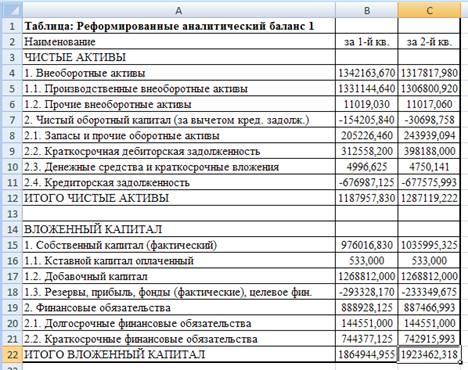 A B C
1 Таблица: Реформированные аналитический баланс 1
2 Наименование за 1-й кв. за 2-й кв.
3 ЧИСТЫЕ АКТИВЫ
4 1. Внеоборотные активы 1342163,670 1317817,980
5 1.1. Производственные внеоборотные активы 1331144,640 1306800,920
6 1.2. Прочие внеоборотные активы 11019,030 11017,060
7 2. Чистый оборотный капитал (за вычетом кред. задолж.) -154205,840 -30698,758
8 2.1. Запасы и прочие оборотные активы 205226,460 243939,094
9 2.2. Краткосрочная дебиторская задолженность 312558,200 398188,000
10 2.3. Денежные средства и краткосрочные вложения 4996,625 4750,141
11 2.4. Кредиторская задолженность -676987,125 -677575,993
12 ИТОГО ЧИСТЫЕ АКТИВЫ 1187957,830 1287119,222
13
14 ВЛОЖЕННЫЙ КАПИТАЛ
15 1. Собственный капитал (фактический) 976016,830 1035995,325
16 1.1. Кставной капитал оплаченный 533,000 533,000
17 1.2. Добавочный капитал 1268812,000 1268812,000
18 1.3. Резервы, прибыль, фонды (фактические), целевое фин. -293328,170 -233349,675
19 2. Финансовые обязательства 888928,125 887466,993
20 2.1. Долгосрочные финансовые обязательства 144551,000 144551,000
21 2.2. Краткосрочные финансовые обязательства 744377,125 742915,993
22 ИТОГО ВЛОЖЕННЫЙ КАПИТАЛ 1864944,955 1923462,318